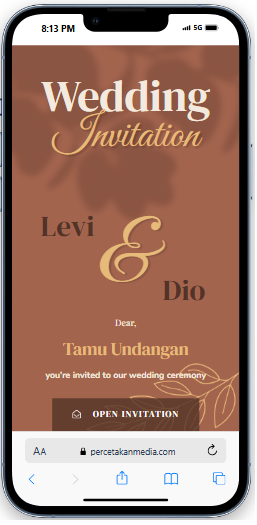 8:13 PM
5G
Wedding
Invitation
Levi
&
Dio
Dear,
Tamu Undangan
you're invited to our wedding ceremony
OPEN INVITATION
AA
percetakanmedia.com